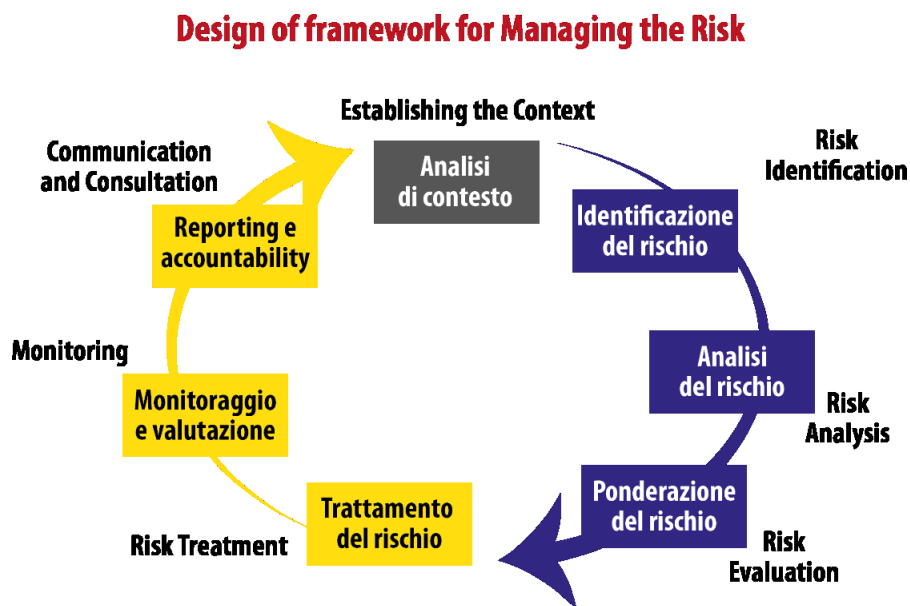 Design of framework for Managing the Risk
Establishing the Context
Analisi
di contesto
Risk
Identification
Identificazione
del rischio
Analisi
del rischio
Risk
Analysis
Ponderazione
del rischio
Risk
Evaluation
Trattamento
del rischio
Risk Treatment
Monitoraggio
e valutazione
Monitoring
Reporting e
accountability
Communication
and Consultation